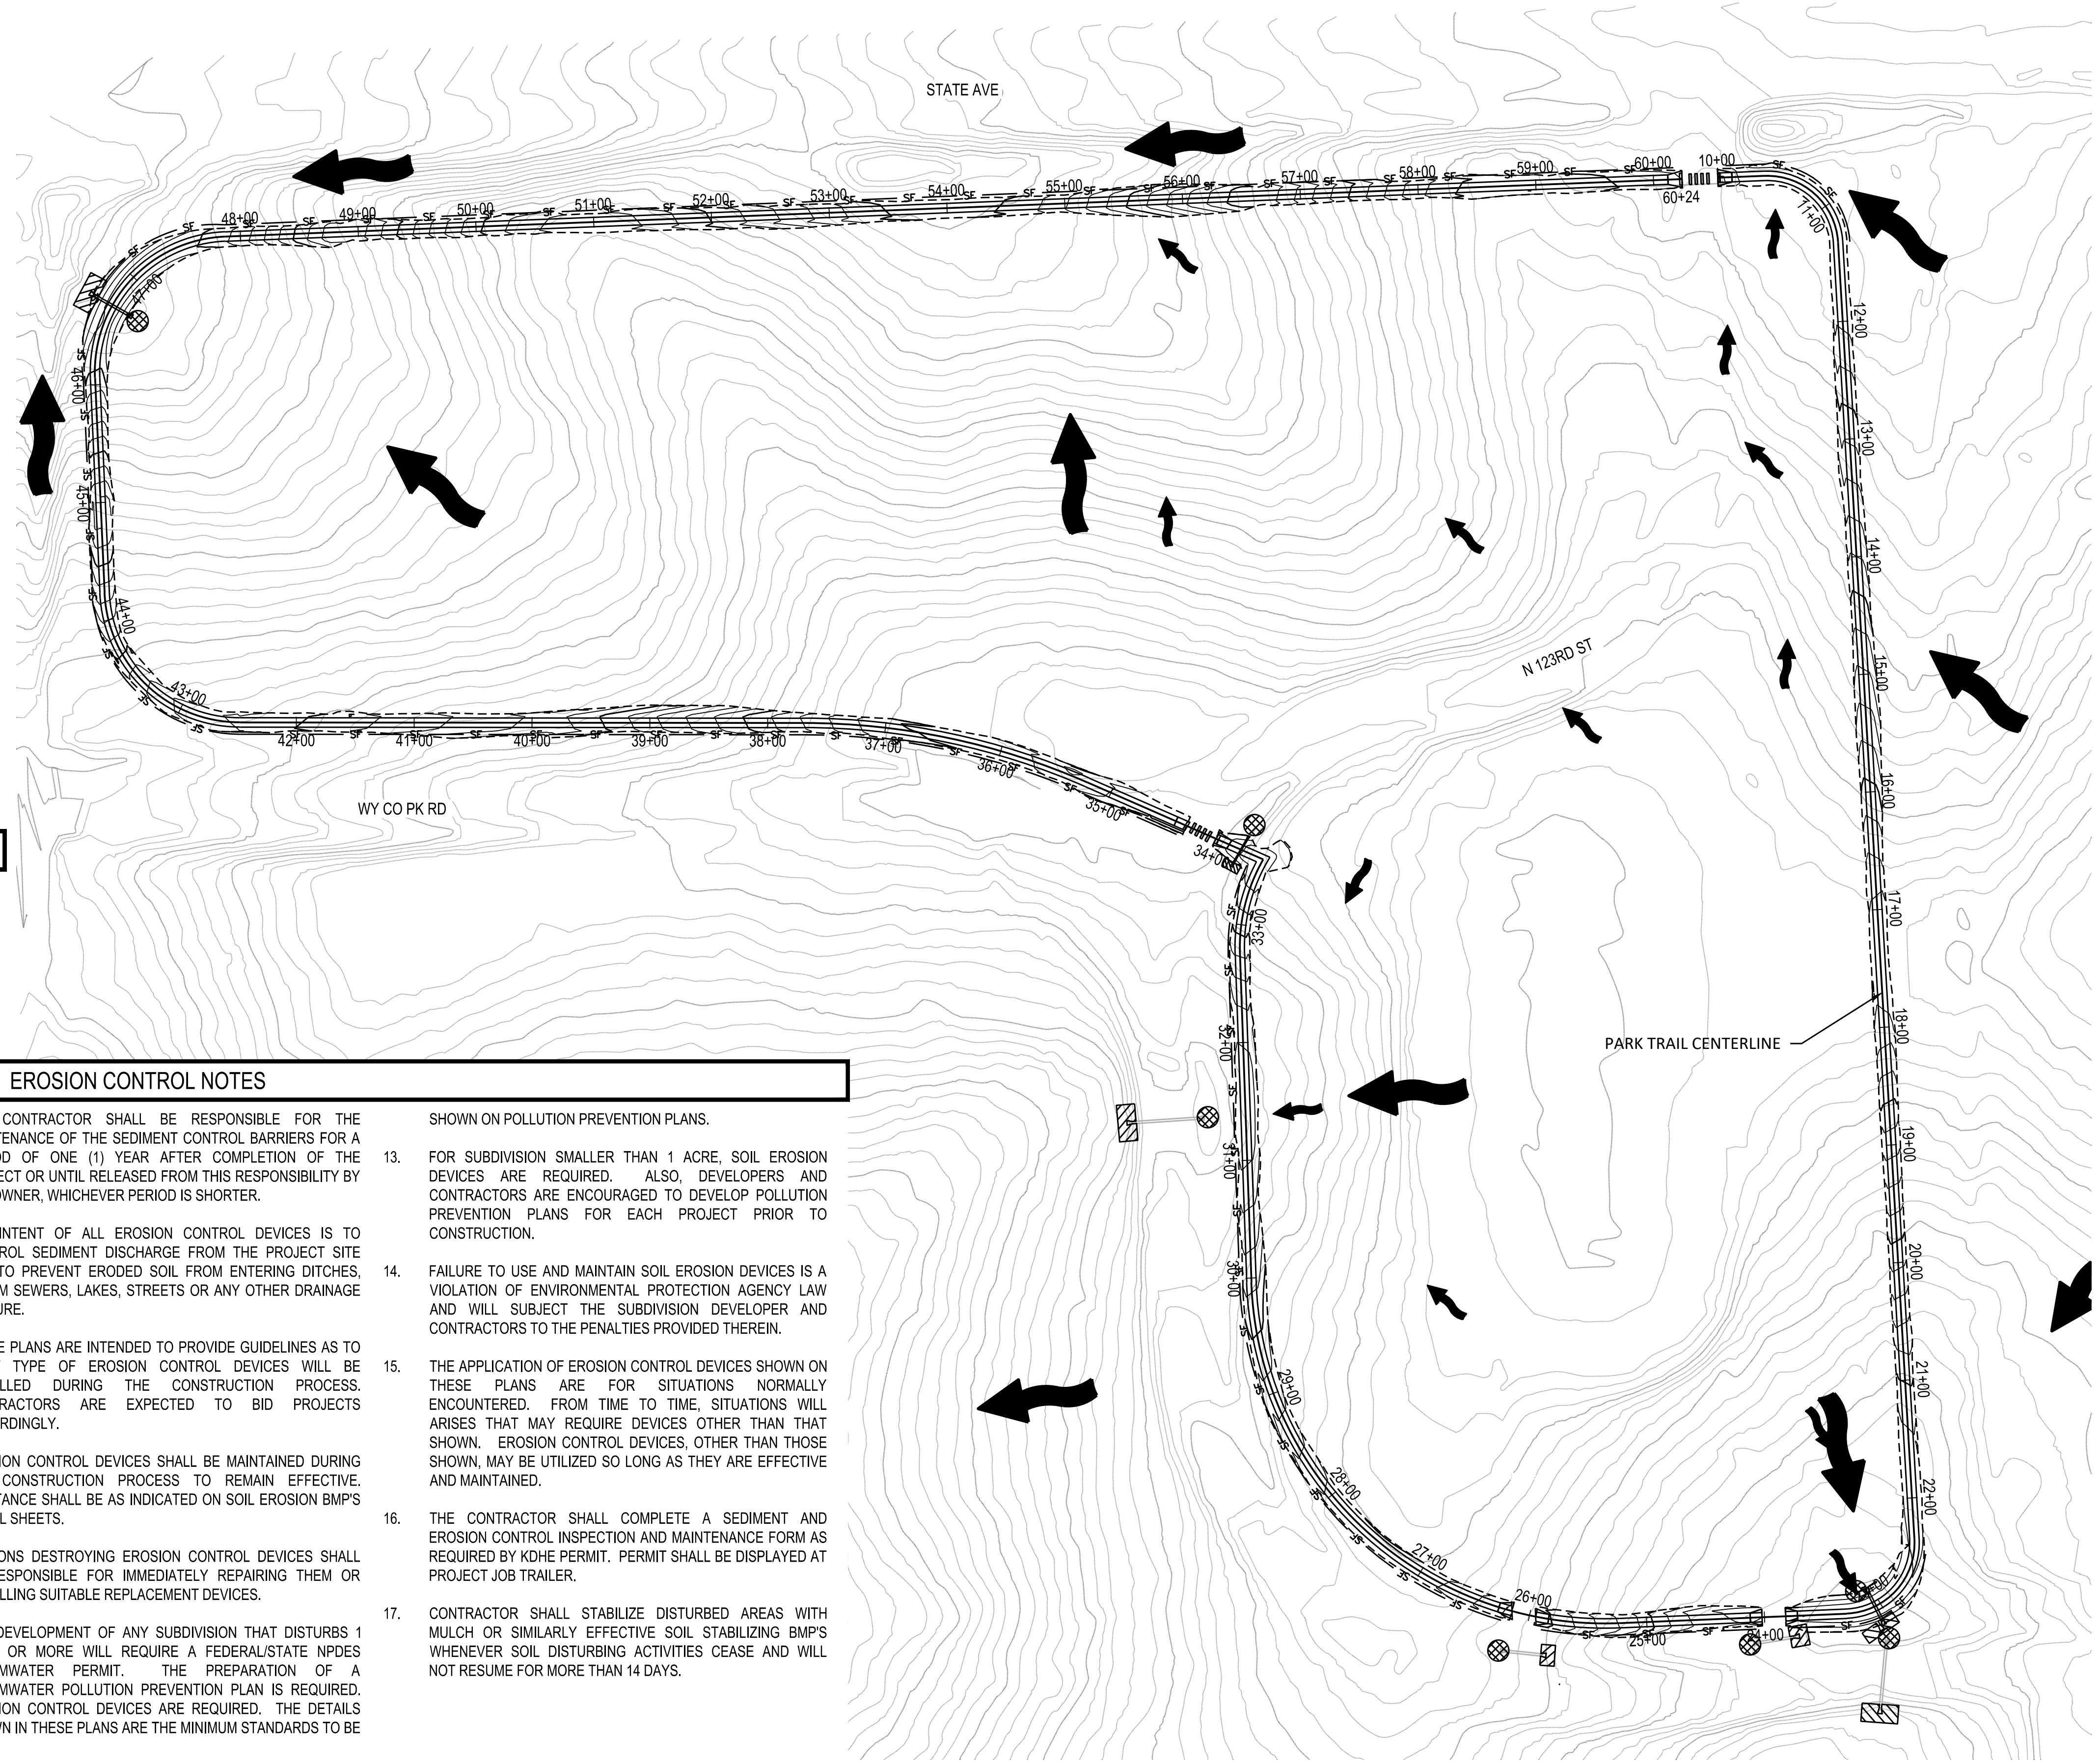 STATE AVE
48+00
49+00
50+00
51+00
52+00
53+00
54+00
55+00
56+00
57+00
58+00
59+00
60+00
10+00
60+24
11+00
12+00
13+00
14+00
15+00
16+00
17+00
18+00
19+00
20+00
21+00
22+00
24+00
25+00
26+00
27+00
28+00
29+00
30+00
31+00
32+00
33+00
34+00
35+00
36+00
37+00
38+00
39+00
40+00
41+00
42+00
43+00
44+00
45+00
46+00
47+00
SF
N 123RD ST
WY CO PK RD
PARK TRAIL CENTERLINE
EROSION CONTROL NOTES
CONTRACTOR SHALL BE RESPONSIBLE FOR THE
TENANCE OF THE SEDIMENT CONTROL BARRIERS FOR A
OD OF ONE (1) YEAR AFTER COMPLETION OF THE
ECT OR UNTIL RELEASED FROM THIS RESPONSIBILITY BY
OWNER, WHICHEVER PERIOD IS SHORTER.
INTENT OF ALL EROSION CONTROL DEVICES IS TO
ROL SEDIMENT DISCHARGE FROM THE PROJECT SITE
TO PREVENT ERODED SOIL FROM ENTERING DITCHES,
M SEWERS, LAKES, STREETS OR ANY OTHER DRAINAGE
URE.
E PLANS ARE INTENDED TO PROVIDE GUIDELINES AS TO
TYPE OF EROSION CONTROL DEVICES WILL BE
LLED DURING THE CONSTRUCTION PROCESS.
RACTORS ARE EXPECTED TO BID PROJECTS
RDINGLY.
ION CONTROL DEVICES SHALL BE MAINTAINED DURING
CONSTRUCTION PROCESS TO REMAIN EFFECTIVE.
TANCE SHALL BE AS INDICATED ON SOIL EROSION BMP'S
L SHEETS.
ONS DESTROYING EROSION CONTROL DEVICES SHALL
ESPONSIBLE FOR IMMEDIATELY REPAIRING THEM OR
LLING SUITABLE REPLACEMENT DEVICES.
DEVELOPMENT OF ANY SUBDIVISION THAT DISTURBS 1
OR MORE WILL REQUIRE A FEDERAL/STATE NPDES
MWATER PERMIT. THE PREPARATION OF A
MWATER POLLUTION PREVENTION PLAN IS REQUIRED.
ION CONTROL DEVICES ARE REQUIRED. THE DETAILS
WN IN THESE PLANS ARE THE MINIMUM STANDARDS TO BE
SHOWN ON POLLUTION PREVENTION PLANS.
13. FOR SUBDIVISION SMALLER THAN 1 ACRE, SOIL EROSION
DEVICES ARE REQUIRED. ALSO, DEVELOPERS AND
CONTRACTORS ARE ENCOURAGED TO DEVELOP POLLUTION
PREVENTION PLANS FOR EACH PROJECT PRIOR TO
CONSTRUCTION.
14. FAILURE TO USE AND MAINTAIN SOIL EROSION DEVICES IS A
VIOLATION OF ENVIRONMENTAL PROTECTION AGENCY LAW
AND WILL SUBJECT THE SUBDIVISION DEVELOPER AND
CONTRACTORS TO THE PENALTIES PROVIDED THEREIN.
15. THE APPLICATION OF EROSION CONTROL DEVICES SHOWN ON
THESE PLANS ARE FOR SITUATIONS NORMALLY
ENCOUNTERED. FROM TIME TO TIME, SITUATIONS WILL
ARISES THAT MAY REQUIRE DEVICES OTHER THAN THAT
SHOWN. EROSION CONTROL DEVICES, OTHER THAN THOSE
SHOWN, MAY BE UTILIZED SO LONG AS THEY ARE EFFECTIVE
AND MAINTAINED.
16. THE CONTRACTOR SHALL COMPLETE A SEDIMENT AND
EROSION CONTROL INSPECTION AND MAINTENANCE FORM AS
REQUIRED BY KDHE PERMIT. PERMIT SHALL BE DISPLAYED AT
PROJECT JOB TRAILER.
17. CONTRACTOR SHALL STABILIZE DISTURBED AREAS WITH
MULCH OR SIMILARLY EFFECTIVE SOIL STABILIZING BMP'S
WHENEVER SOIL DISTURBING ACTIVITIES CEASE AND WILL
NOT RESUME FOR MORE THAN 14 DAYS.